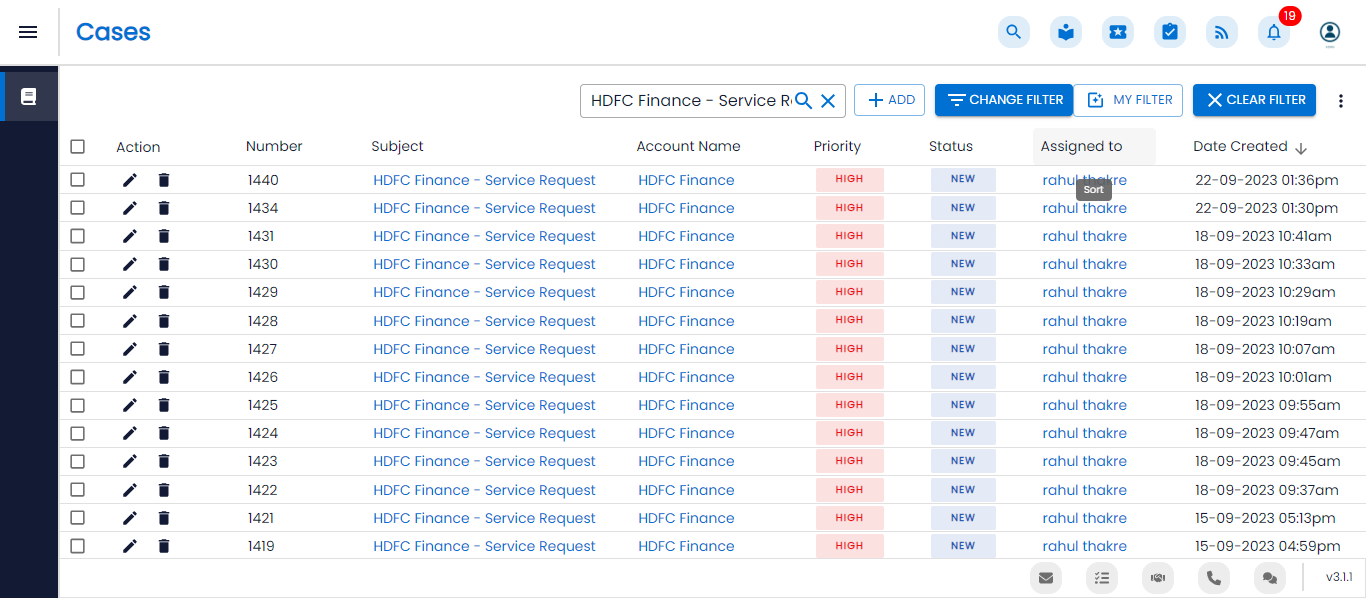 Cases
19
HDFC Finance - Service R
ADD
CHANGE FILTER
MY FILTER
CLEAR FILTER
Action Number Subject Account Name Priority Status Assigned to Date Created
1440 HDFC Finance - Service Request HDFC Finance HIGH NEW rahul thakre 22-09-2023 01:36pm
Sort
1434 HDFC Finance - Service Request HDFC Finance HIGH NEW rahul thakre 22-09-2023 01:30pm
1431 HDFC Finance - Service Request HDFC Finance HIGH NEW rahul thakre 18-09-2023 10:41am
1430 HDFC Finance - Service Request HDFC Finance HIGH NEW rahul thakre 18-09-2023 10:33am
1429 HDFC Finance - Service Request HDFC Finance HIGH NEW rahul thakre 18-09-2023 10:29am
1428 HDFC Finance - Service Request HDFC Finance HIGH NEW rahul thakre 18-09-2023 10:19am
1427 HDFC Finance - Service Request HDFC Finance HIGH NEW rahul thakre 18-09-2023 10:07am
1426 HDFC Finance - Service Request HDFC Finance HIGH NEW rahul thakre 18-09-2023 10:01am
1425 HDFC Finance - Service Request HDFC Finance HIGH NEW rahul thakre 18-09-2023 09:55am
1424 HDFC Finance - Service Request HDFC Finance HIGH NEW rahul thakre 18-09-2023 09:47am
1423 HDFC Finance - Service Request HDFC Finance HIGH NEW rahul thakre 18-09-2023 09:45am
1422 HDFC Finance - Service Request HDFC Finance HIGH NEW rahul thakre 18-09-2023 09:37am
1421 HDFC Finance - Service Request HDFC Finance HIGH NEW rahul thakre 15-09-2023 05:13pm
1419 HDFC Finance - Service Request HDFC Finance HIGH NEW rahul thakre 15-09-2023 04:59pm
v3.1.1